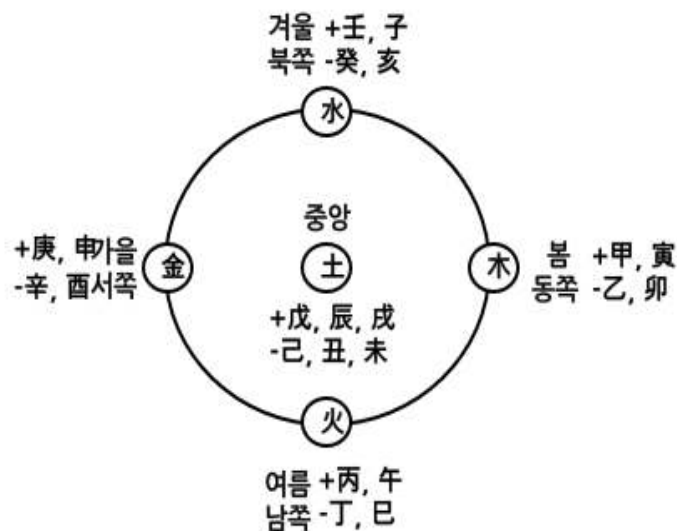 겨울 +壬, 子
북쪽 -癸, 亥
水
중앙
+庚, 申가을
-辛, 酉서쪽
金
土
木
봄 +甲, 寅
동쪽 -乙, 卯
+戊, 辰, 戌
-己, 丑, 未
火
여름 +丙, 午
남쪽 -丁, 巳